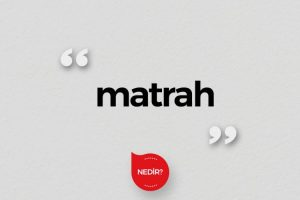 “
matrah
”
NEDİR?